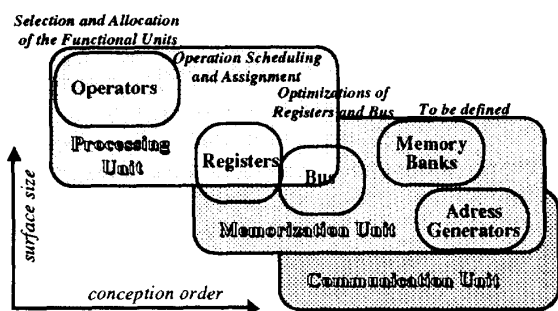 Selection and Allocation
of the Functional Units
Operation Scheduling
and Assignment
Operators
Optimizations of
Registers and Bus
To be defined
Processing
Unit
Registers
Bus
Memory
Banks
Memorization Unit
Adress
Generators
Communication Unit
surface size
conception order